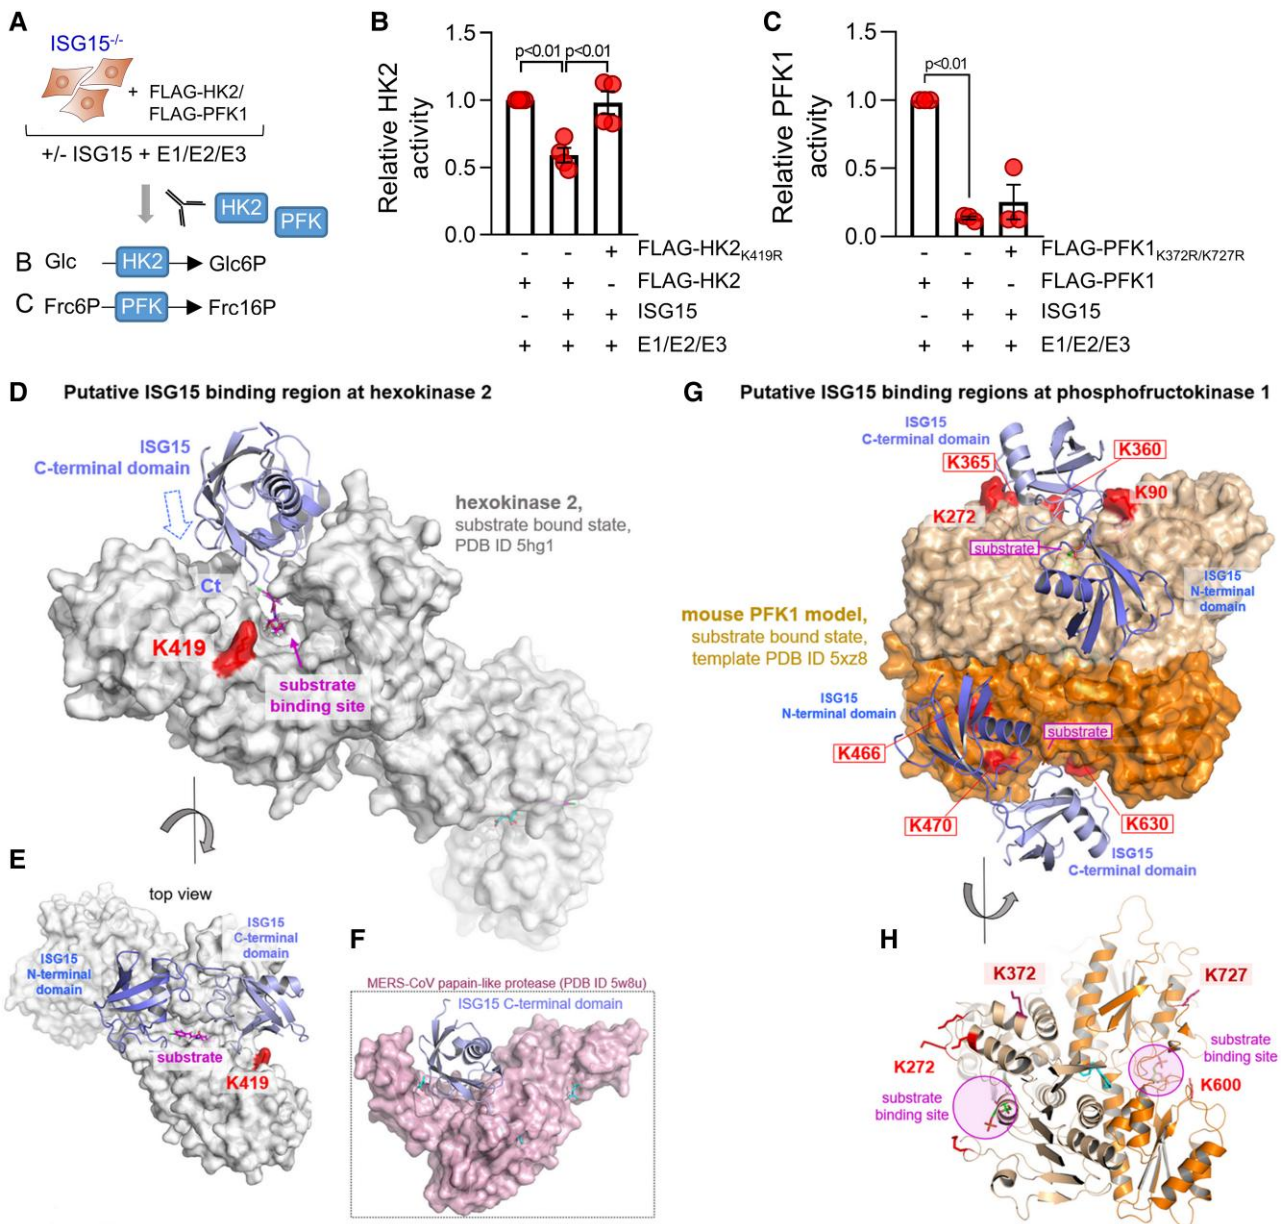 A
ISG15-/-
+ FLAG-HK2/
FLAG-PFK1
+/- ISG15 + E1/E2/E3
HK2
PFK
B Glc HK2 Glc6P
C Frc6P PFK Frc16P
B
Relative HK2
activity
1.5
1.0
0.5
0.0
p<0.01 p<0.01
- - + FLAG-HK2K419R
+ + - FLAG-HK2
- + + ISG15
+ + + E1/E2/E3
C
Relative PFK1
activity
1.5
1.0
0.5
0.0
p<0.01
- - + FLAG-PFK1K372R/K727R
+ + - FLAG-PFK1
- + + ISG15
+ + + E1/E2/E3
D Putative ISG15 binding region at hexokinase 2
ISG15
C-terminal domain
hexokinase 2,
substrate bound state,
PDB ID 5hg1
Ct
K419
substrate
binding site
E
top view
ISG15
N-terminal
domain
ISG15
C-terminal
domain
substrate
K419
F
MERS-CoV papain-like protease (PDB ID 5w8u)
ISG15 C-terminal domain
G Putative ISG15 binding regions at phosphofructokinase 1
ISG15
C-terminal domain
K365
K360
K272
K90
substrate
ISG15
N-terminal
domain
mouse PFK1 model,
substrate bound state,
template PDB ID 5xz8
ISG15
N-terminal domain
substrate
K466
K470
K630
ISG15
C-terminal domain
H
K372
K727
K272
substrate
binding site
K600
substrate
binding site